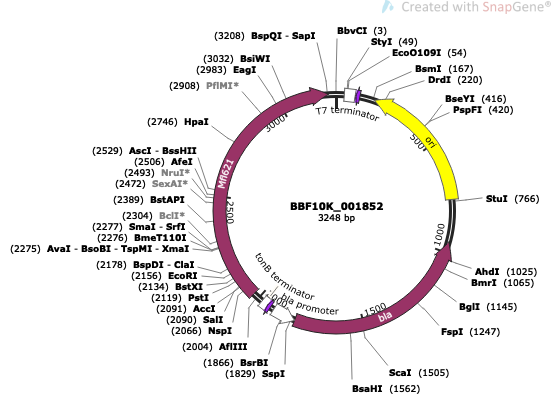 Created with SnapGene®
(3208) BspQI - SapI
BbvCI (3)
StyI (49)
EcoO109I (54)
(3032) BsiWI
(2983) EagI
(2908) PflMI*
BsmI (167)
DrdI (220)
BseYI (416)
PspFI (420)
(2746) HpaI
(2529) AscI - BssHII
(2506) AfeI
(2493) NruI*
(2472) SexAI*
(2389) BstAPI
(2304) BclI*
(2277) SmaI - SrfI
(2276) BmeT110I
(2275) AvaI - BsoBI - TspMI - XmaI
(2178) BspDI - ClaI
(2156) EcoRI
(2134) BstXI
(2119) PstI
(2091) AccI
(2090) SalI
(2066) NspI
(2004) AflIII
(1866) BsrBI
(1829) SspI
StuI (766)
AhdI (1025)
BmrI (1065)
BglI (1145)
FspI (1247)
ScaI (1505)
BsaHI (1562)
T7 terminator
ori
Mfl621
tonB terminator
bla promoter
bla
500
1000
1500
2000
2500
3000
BBF10K_001852
3248 bp